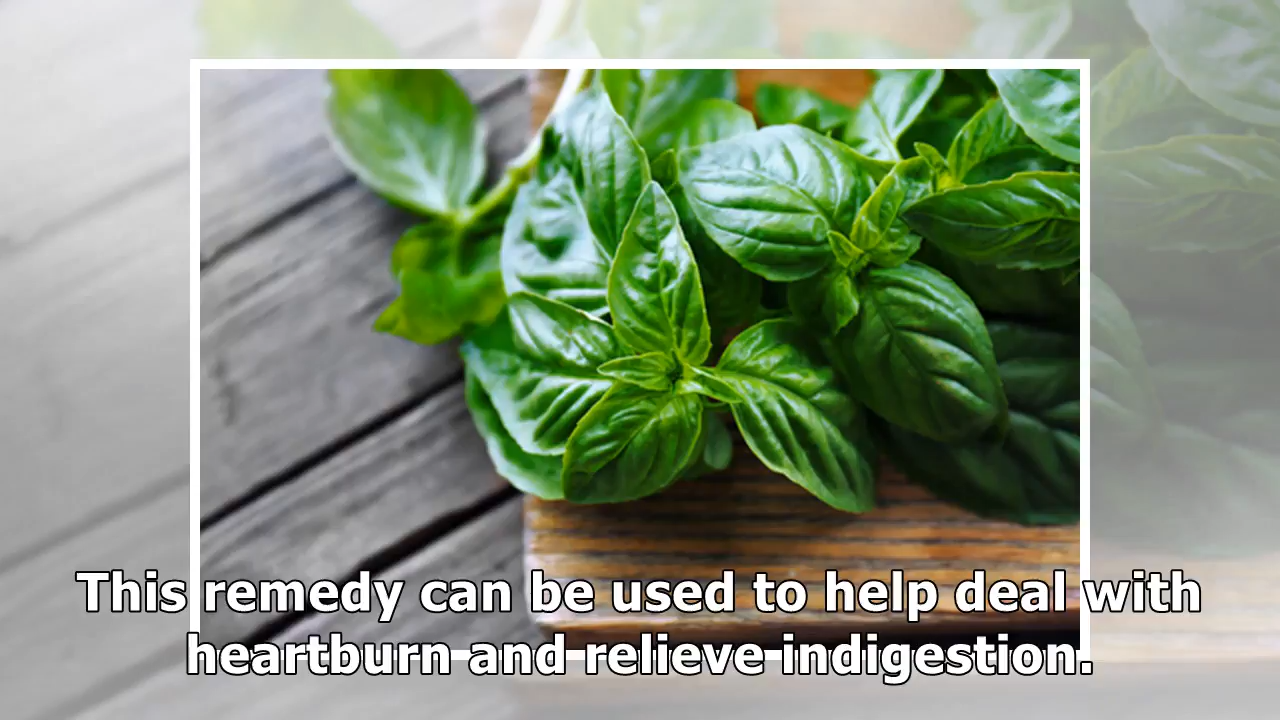 This remedy can be used to help deal with
heartburn and relieve indigestion.